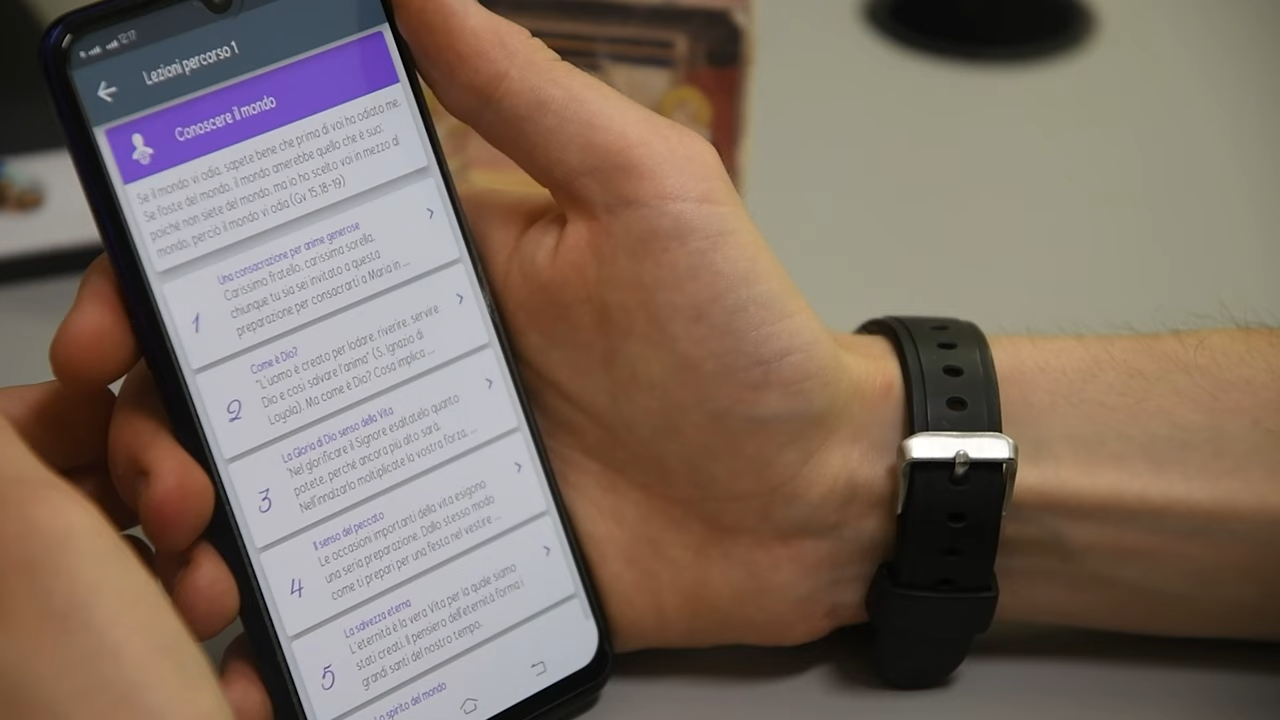 12:17
Lezioni percorso 1
Conoscere il mondo
Se il mondo vi odia, sapete bene che prima di voi ha odiato me.
Se foste del mondo, il mondo amerebbe quello che è suo;
poiché non siete del mondo, ma io ho scelto voi in mezzo al
mondo, perciò il mondo vi odia (Gv 15,18-19)
1
Una consacrazione per anime generose
Carissimo fratello, carissima sorella,
chiunque tu sia sei invitato a questa
preparazione per consacrarti a Maria in ...
2
Come è Dio?
"L'uomo è creato per lodare, riverire, servire
Dio e così salvare l'anima" (S. Ignazio di
Loyola). Ma come è Dio? Cosa implica ...
3
La Gloria di Dio senso della Vita
"Nel glorificare il Signore esaltatelo quanto
potete, perché ancora più alto sarà.
Nell'innalzarlo moltiplicate la vostra forza, ...
4
Il senso del peccato
Le occasioni importanti della vita esigono
una seria preparazione. Dallo stesso modo
come ti prepari per una festa nel vestire ...
5
La salvezza eterna
L'eternità è la vera Vita per la quale siamo
stati creati. Il pensiero dell'eternità forma i
grandi santi del nostro tempo.
Lo spirito del mondo